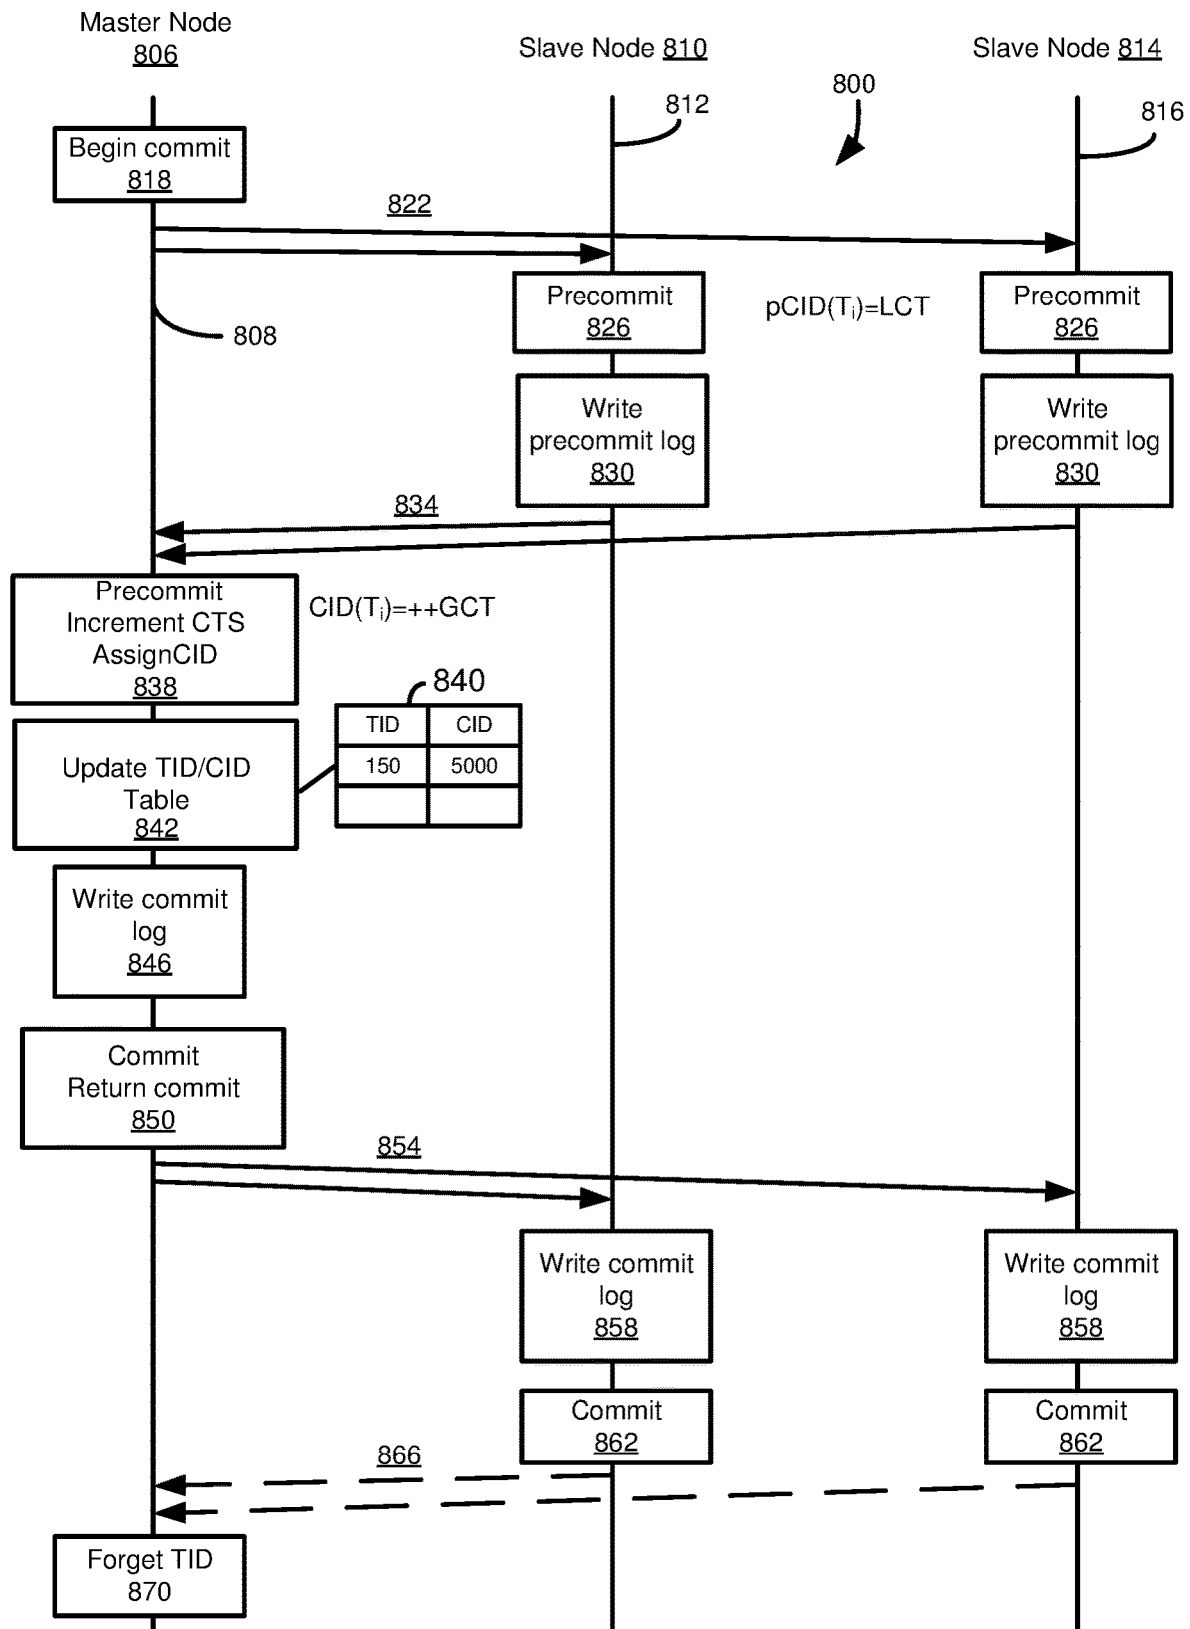 Master Node
806
Slave Node 810
Slave Node 814
800
812
816
Begin commit
818
822
808
Precommit
826
pCID(Tᵢ)=LCT
Precommit
826
Write
precommit log
830
Write
precommit log
830
834
Precommit
Increment CTS
AssignCID
838
CID(Tᵢ)=++GCT
840
TID CID
150 5000
Update TID/CID
Table
842
Write commit
log
846
Commit
Return commit
850
854
Write commit
log
858
Write commit
log
858
Commit
862
Commit
862
866
Forget TID
870